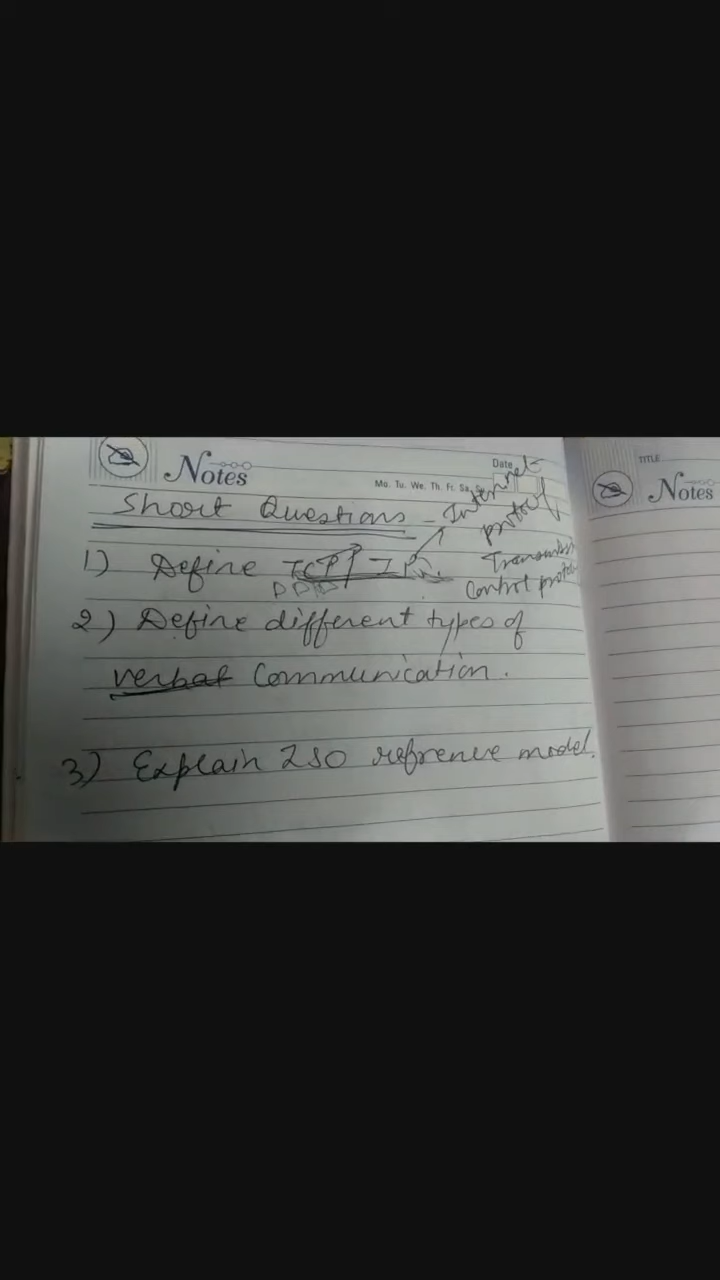 Notes
Date
Mo. Tu. We. Th. Fr. Sa. Su.
Short Questions - Internet
protocol
1) Define TCP/IP.
Transmission
Control protocol
2) Define different types of
verbal Communication.
3) Explain ISO refrence model.
TITLE
Notes